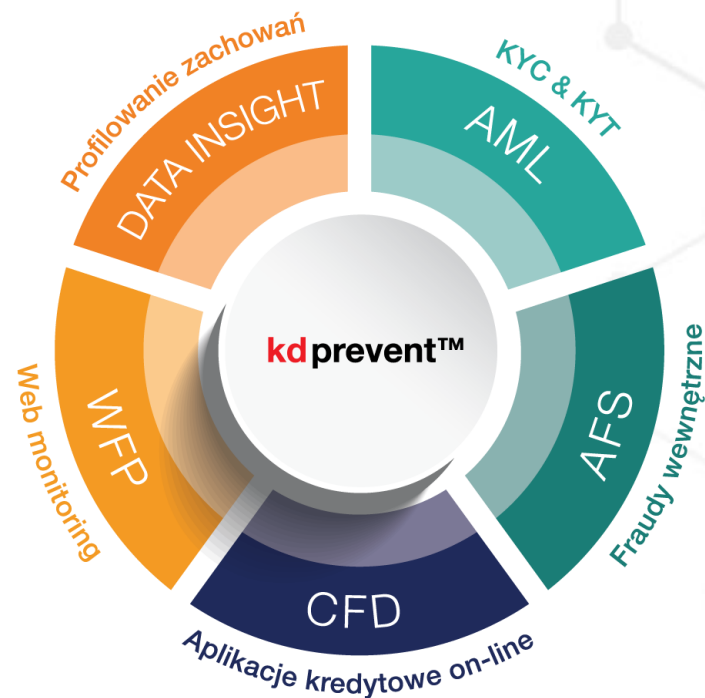 Profilowanie zachowań
DATA INSIGHT
KYC & KYT
AML
kdprevent™
Web monitoring
WFP
AFS
Fraudy wewnętrzne
CFD
Aplikacje kredytowe on-line